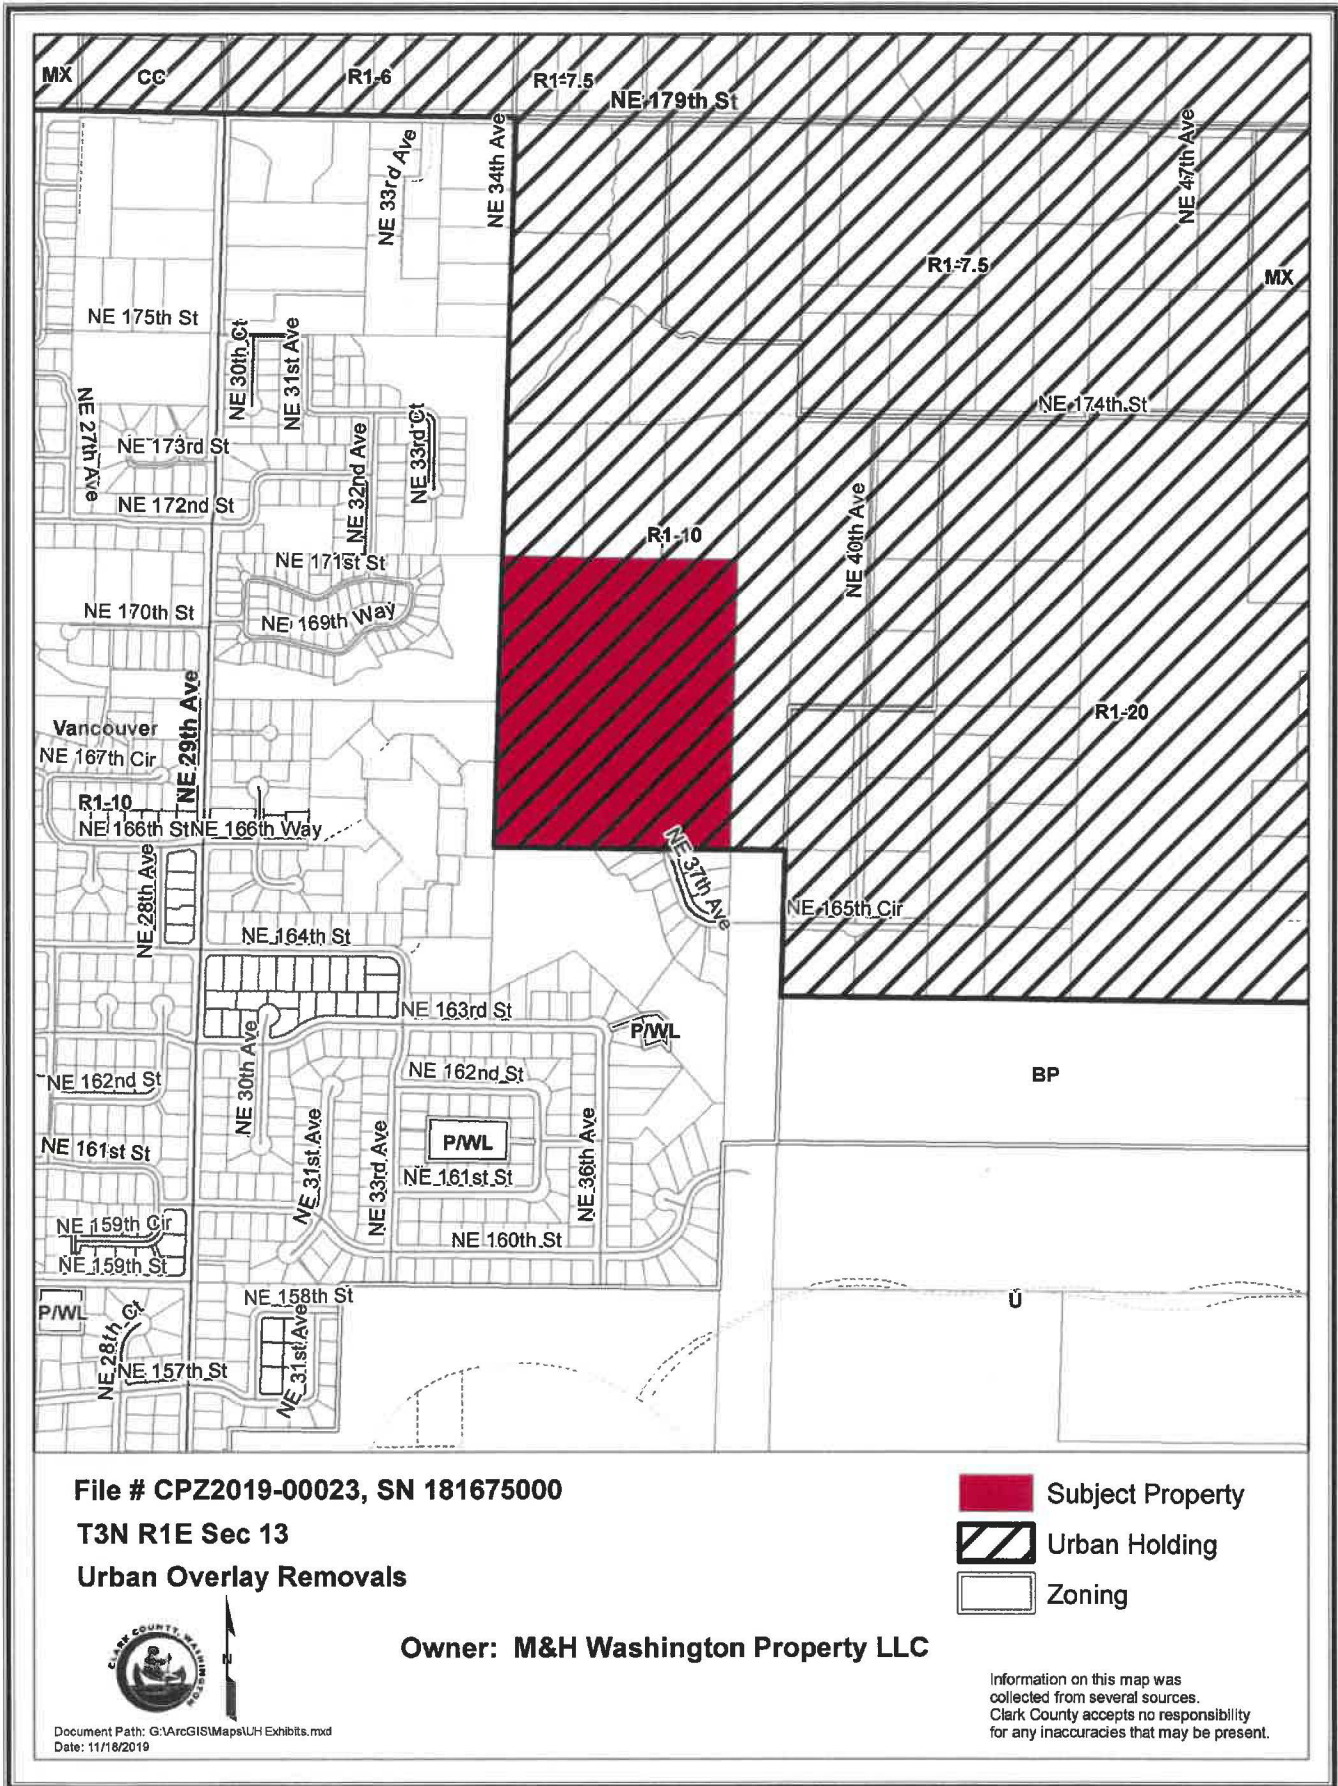 MX
CC
R1-6
R1-7.5
NE 179th St
NE 34th Ave
NE 33rd Ave
NE 47th Ave
R1-7.5
MX
NE 175th St
NE 30th Ct
NE 31st Ave
NE 27th Ave
NE 173rd St
NE 172nd St
NE 32nd Ave
NE 33rd Ct
NE 174th St
NE 40th Ave
R1-10
NE 171st St
NE 170th St
NE 169th Way
NE 29th Ave
R1-20
Vancouver
NE 167th Cir
R1-10
NE 166th St
NE 166th Way
NE 28th Ave
NE 37th Ave
NE 165th Cir
NE 164th St
NE 163rd St
P/WL
NE 30th Ave
NE 162nd St
NE 162nd St
BP
NE 161st St
NE 31st Ave
NE 33rd Ave
P/WL
NE 161st St
NE 36th Ave
NE 159th Cir
NE 159th St
NE 160th St
P/WL
NE 158th St
U
NE 28th Ct
NE 157th St
NE 31st Ave
File # CPZ2019-00023, SN 181675000
T3N R1E Sec 13
Urban Overlay Removals
Subject Property
Urban Holding
Zoning
CLARK COUNTY, WASHINGTON
N
Owner: M&H Washington Property LLC
Information on this map was
collected from several sources.
Clark County accepts no responsibility
for any inaccuracies that may be present.
Document Path: G:\ArcGIS\Maps\UH Exhibits.mxd
Date: 11/18/2019